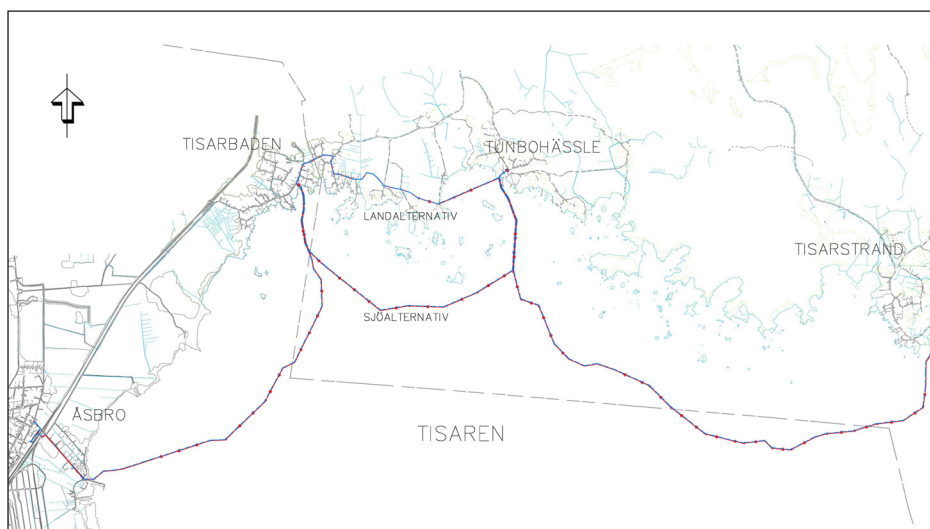 TISARBADEN
TUNBOHÄSSLE
LANDALTERNATIV
TISARSTRAND
SJÖALTERNATIV
ÅSBRO
TISAREN